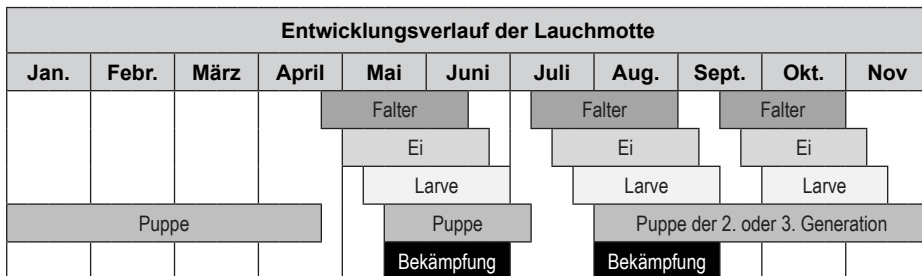 Entwicklungsverlauf der Lauchmotte
Jan. Febr. März April Mai Juni Juli Aug. Sept. Okt. Nov
Falter Falter Falter
Ei Ei Ei
Larve Larve Larve
Puppe Puppe Puppe der 2. oder 3. Generation
Bekämpfung Bekämpfung